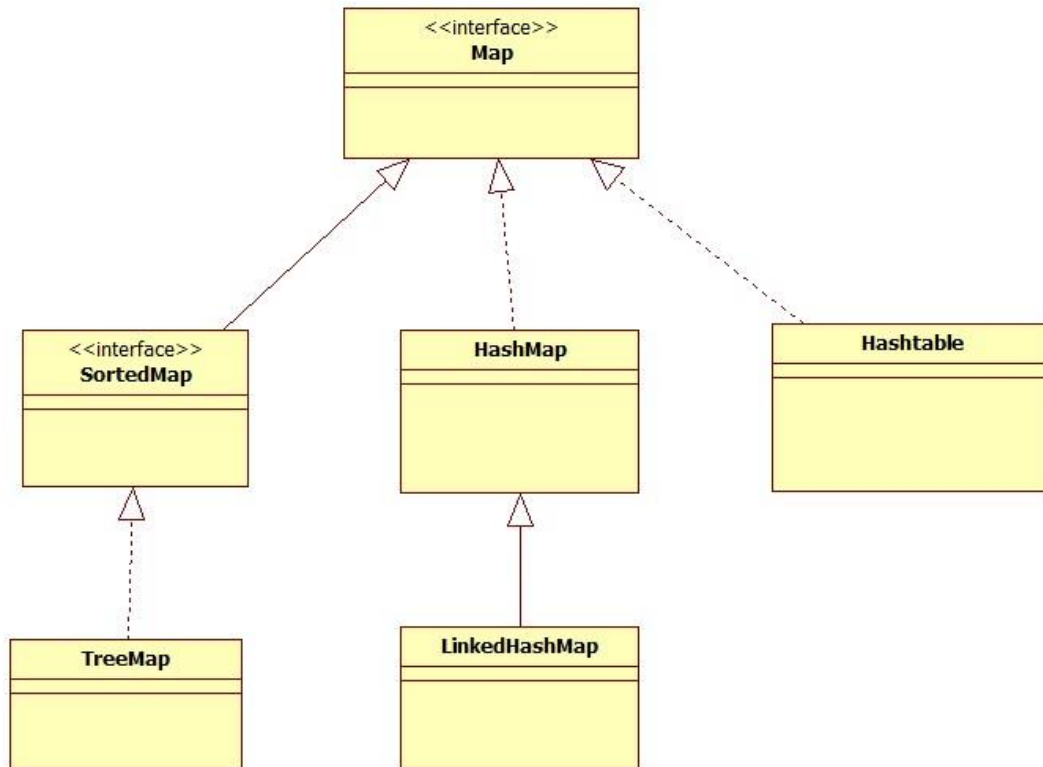 <<interface>>
Map
<<interface>>
SortedMap
HashMap
Hashtable
TreeMap
LinkedHashMap